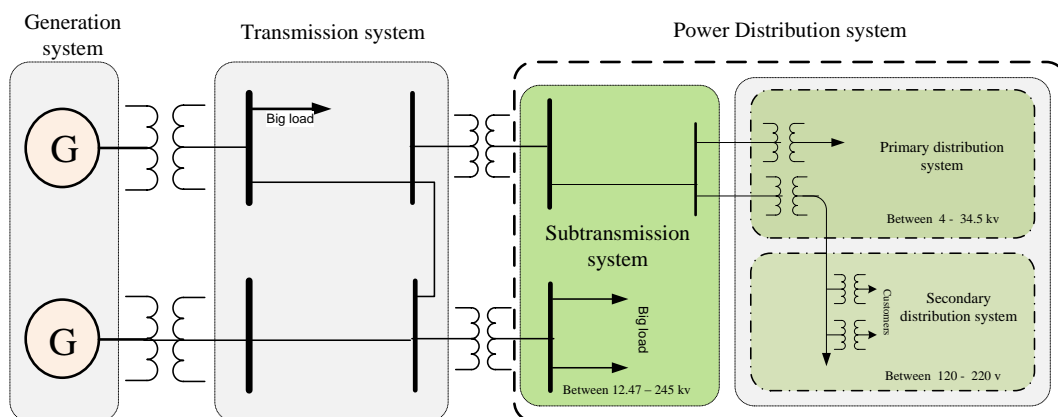 Generation
system
Transmission system
Power Distribution system
G
G
Big load
Subtransmission
system
Big load
Between 12.47 – 245 kv
Primary distribution
system
Between 4 - 34.5 kv
Customers
Secondary
distribution system
Between 120 - 220 v